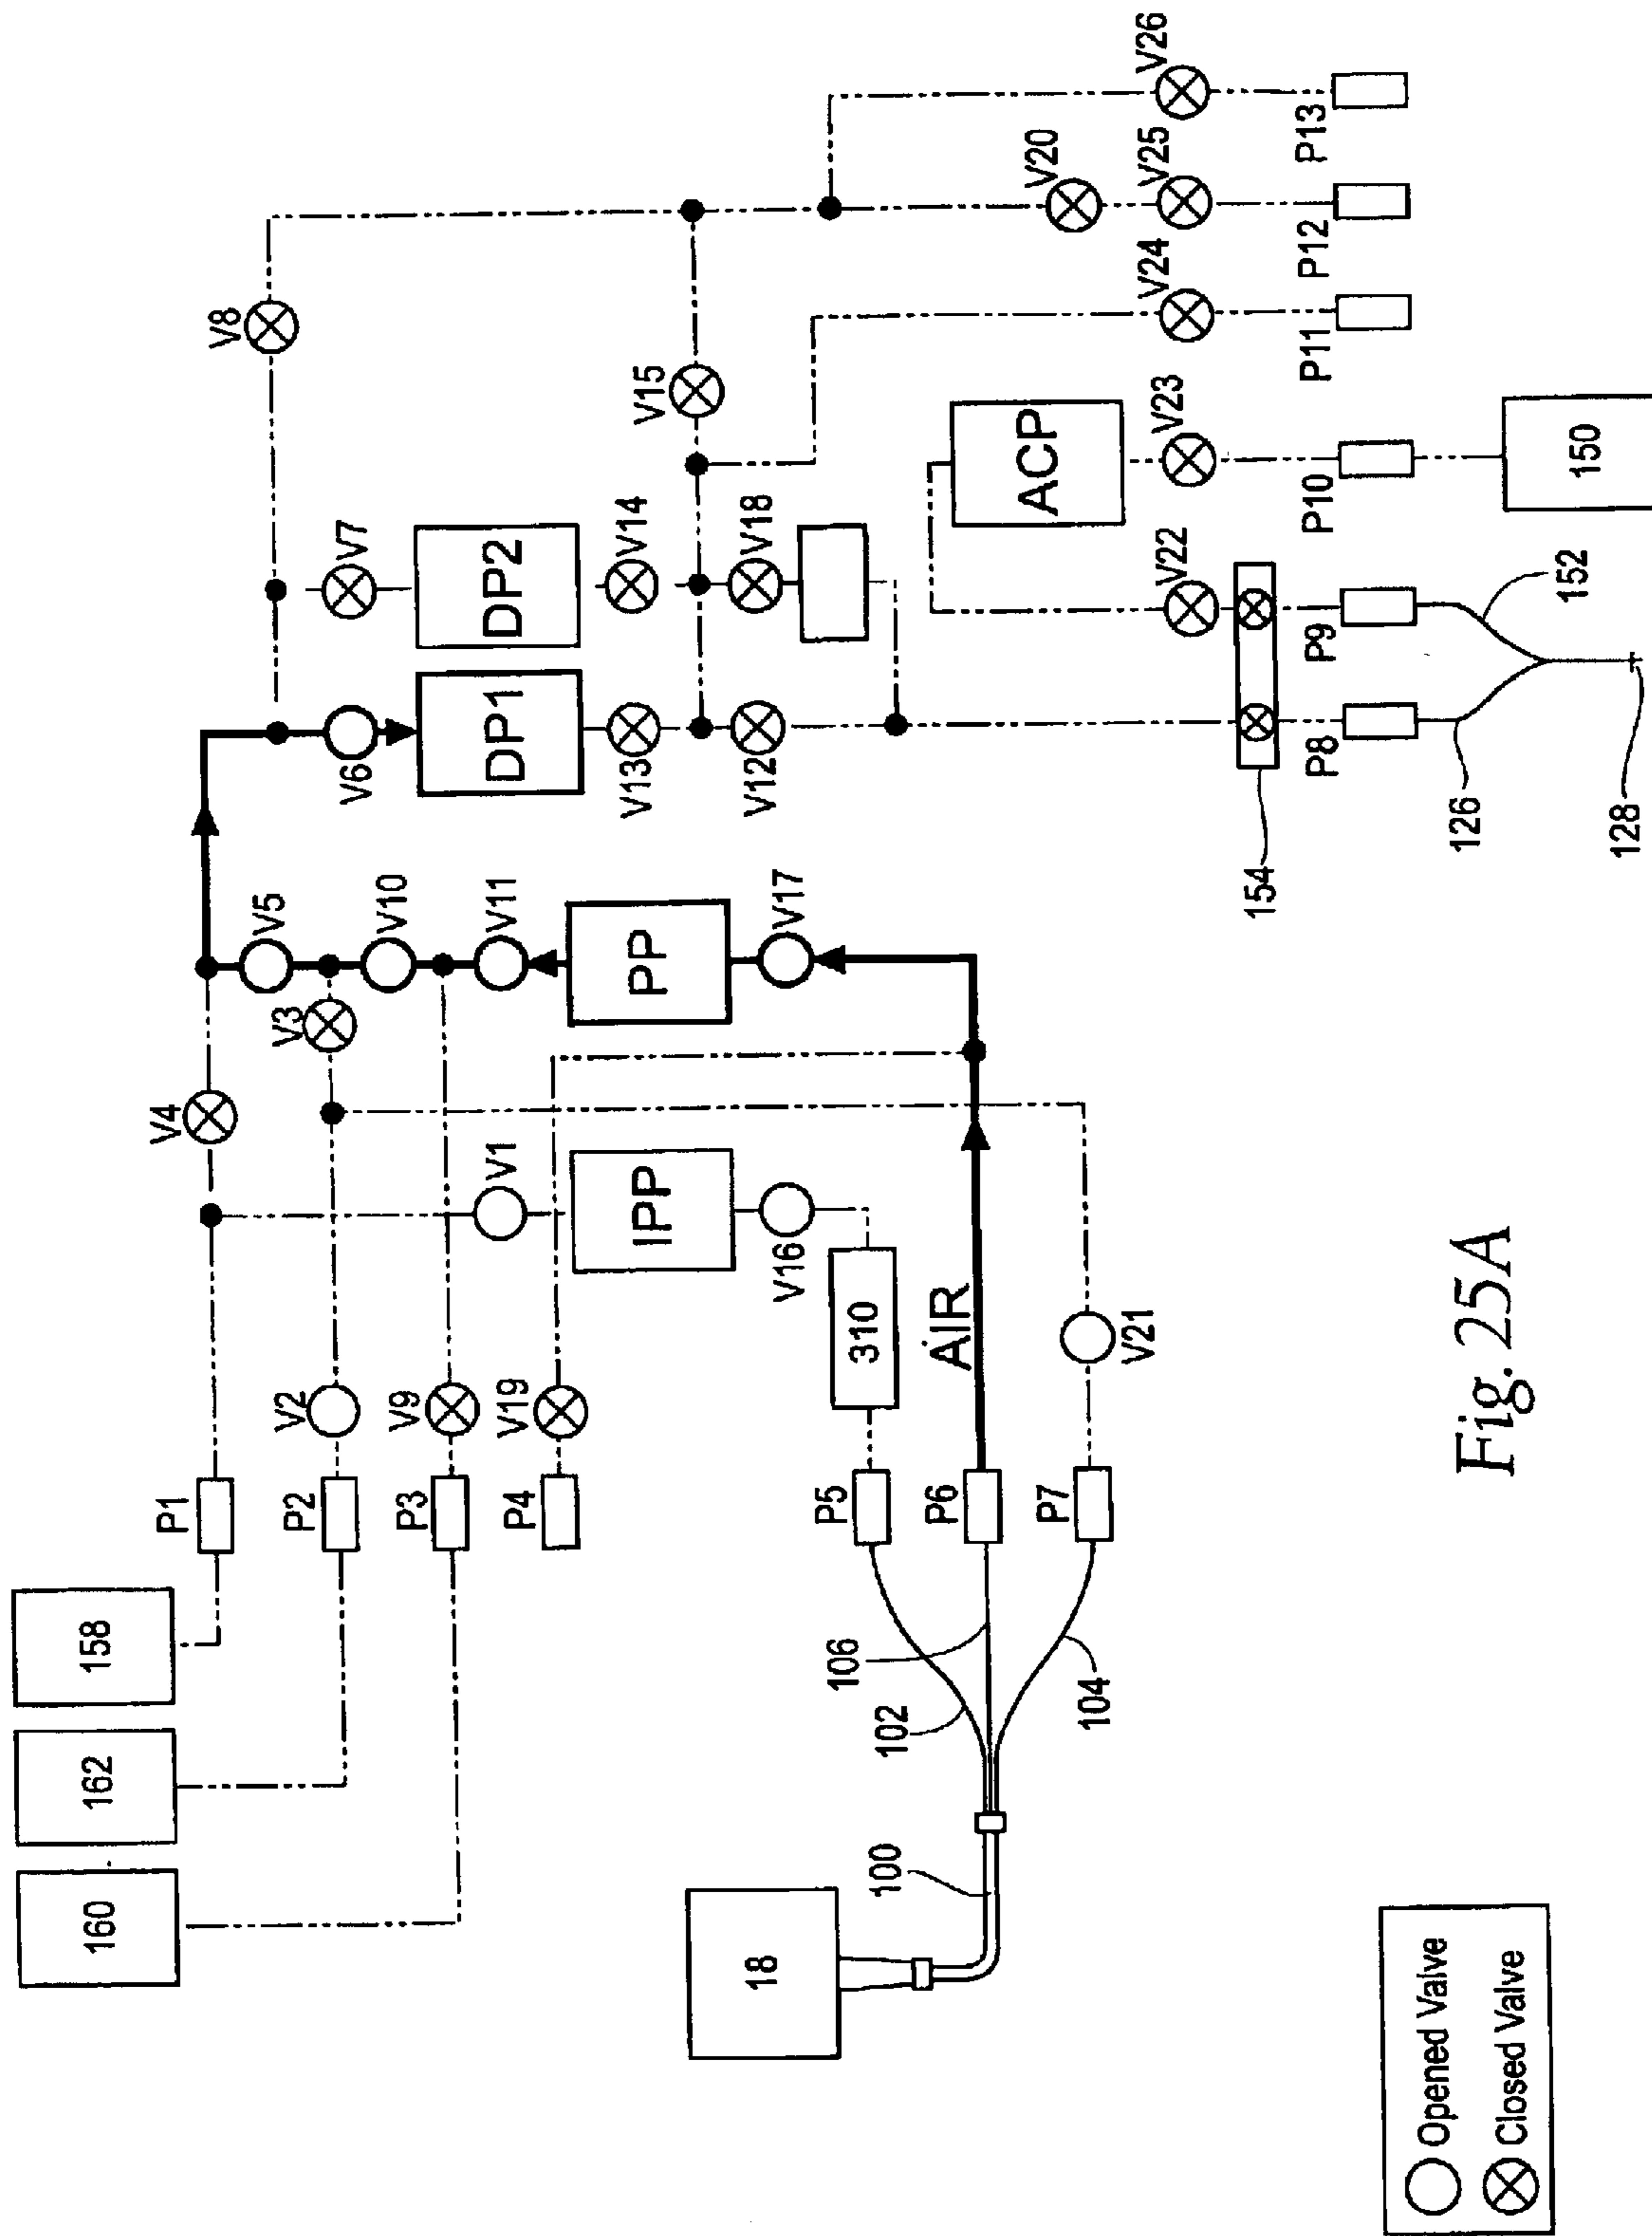 160
162
158
P1
P2
P3
P4
V2
V9
V19
V4
V3
V5
V10
V11
V1
IPP
V16
PP
V17
310
AIR
P5
P6
P7
V21
18
100
102
106
104
V8
V6
V7
DP1
DP2
V13
V14
V12
V18
V15
ACP
V22
V23
V24
V20
V25
V26
154
P8
P9
P10
P11
P12
P13
126
152
128
150
Opened Valve
Closed Valve
Fig. 25A